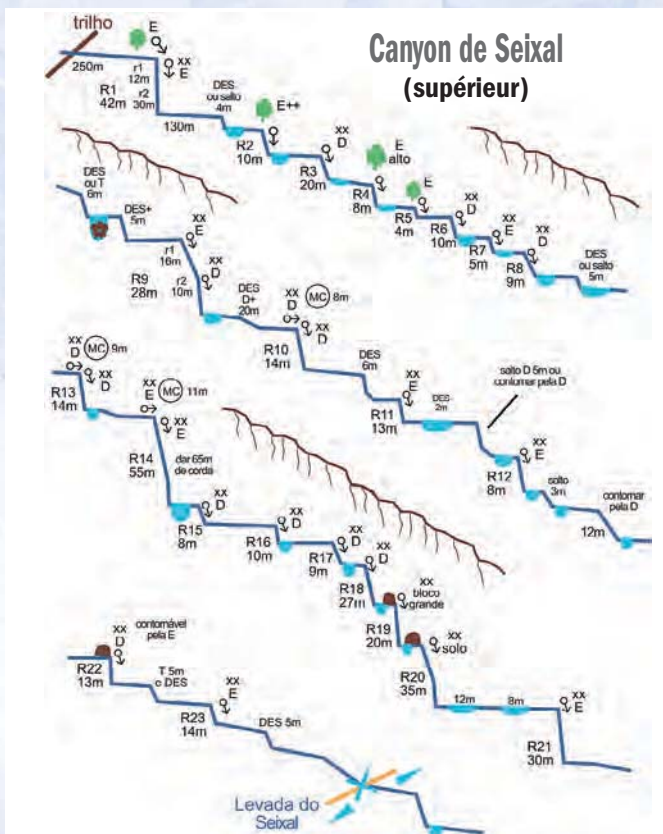 Canyon de Seixal
(supérieur)
trilho
250m
E
xx
E
r1
12m
R1
42m
r2
30m
130m
DES
ou salto
4m
E++
R2
10m
xx
D
R3
20m
E
alto
R4
8m
E
R5
4m
xx
D
R6
10m
xx
E
R7
5m
xx
D
R8
9m
DES
ou salto
5m
DES
ou T
6m
DES+
5m
xx
E
r1
16m
R9
28m
r2
10m
xx
D
DES
D+
20m
xx
D
MC 8m
xx
D
R10
14m
DES
6m
xx
E
R11
13m
DES
2m
salto D 5m ou
contornar pela D
xx
E
R12
8m
salto
3m
contornar
pela D
12m
xx
D
MC 9m
xx
D
R13
14m
xx
E
MC 11m
xx
E
R14
55m
dar 65m
de corda
xx
D
R15
8m
xx
D
R16
10m
xx
D
R17
9m
xx
D
R18
27m
xx
bloco
grande
R19
20m
xx
solo
R20
35m
12m
8m
xx
E
R21
30m
xx
D
contornável
pela E
R22
13m
T 5m
o DES
xx
E
R23
14m
DES 5m
Levada do
Seixal